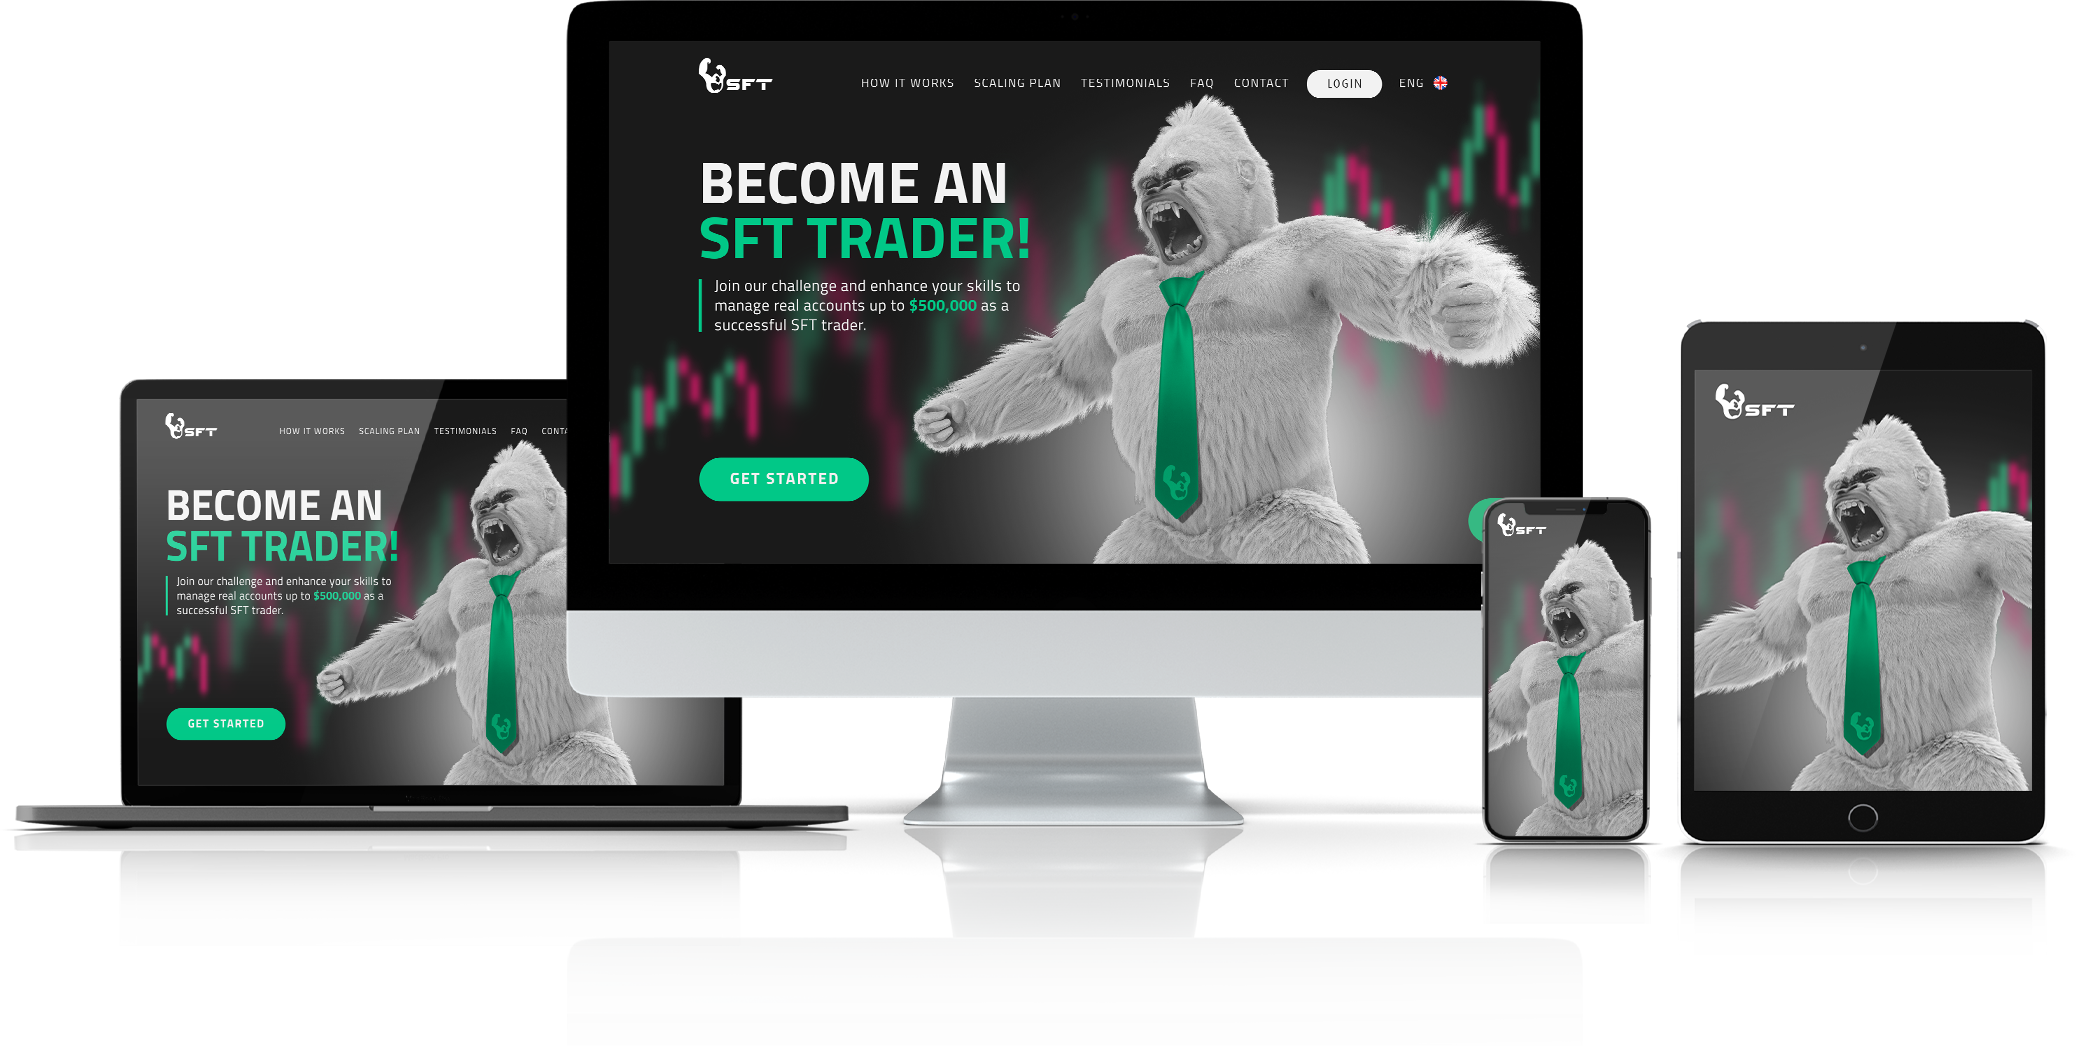 SFT
HOW IT WORKS SCALING PLAN TESTIMONIALS FAQ CONTACT LOGIN ENG
BECOME AN
SFT TRADER!
Join our challenge and enhance your skills to
manage real accounts up to $500,000 as a
successful SFT trader.
GET STARTED
SFT
HOW IT WORKS SCALING PLAN TESTIMONIALS FAQ CONTA
BECOME AN
SFT TRADER!
Join our challenge and enhance your skills to
manage real accounts up to $500,000 as a
successful SFT trader.
GET STARTED
SFT
SFT